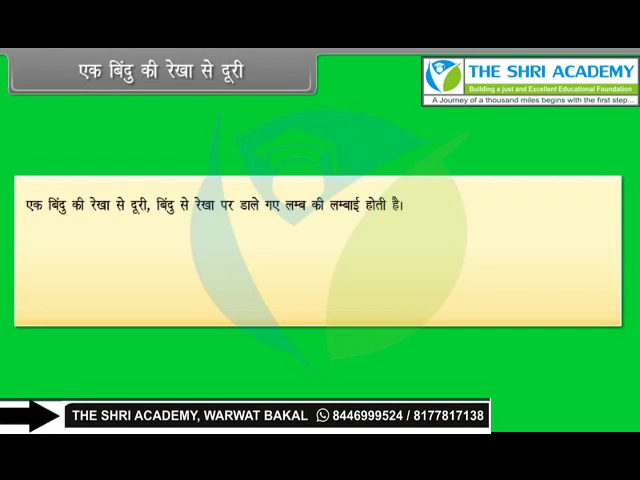 एक बिंदु की रेखा से दूरी
THE SHRI ACADEMY
Building a just and Excellent Educational Foundation
A Journey of a thousand miles begins with the first step...
एक बिंदु की रेखा से दूरी, बिंदु से रेखा पर डाले गए लम्ब की लम्बाई होती है।
THE SHRI ACADEMY, WARWAT BAKAL 8446999524 / 8177817138